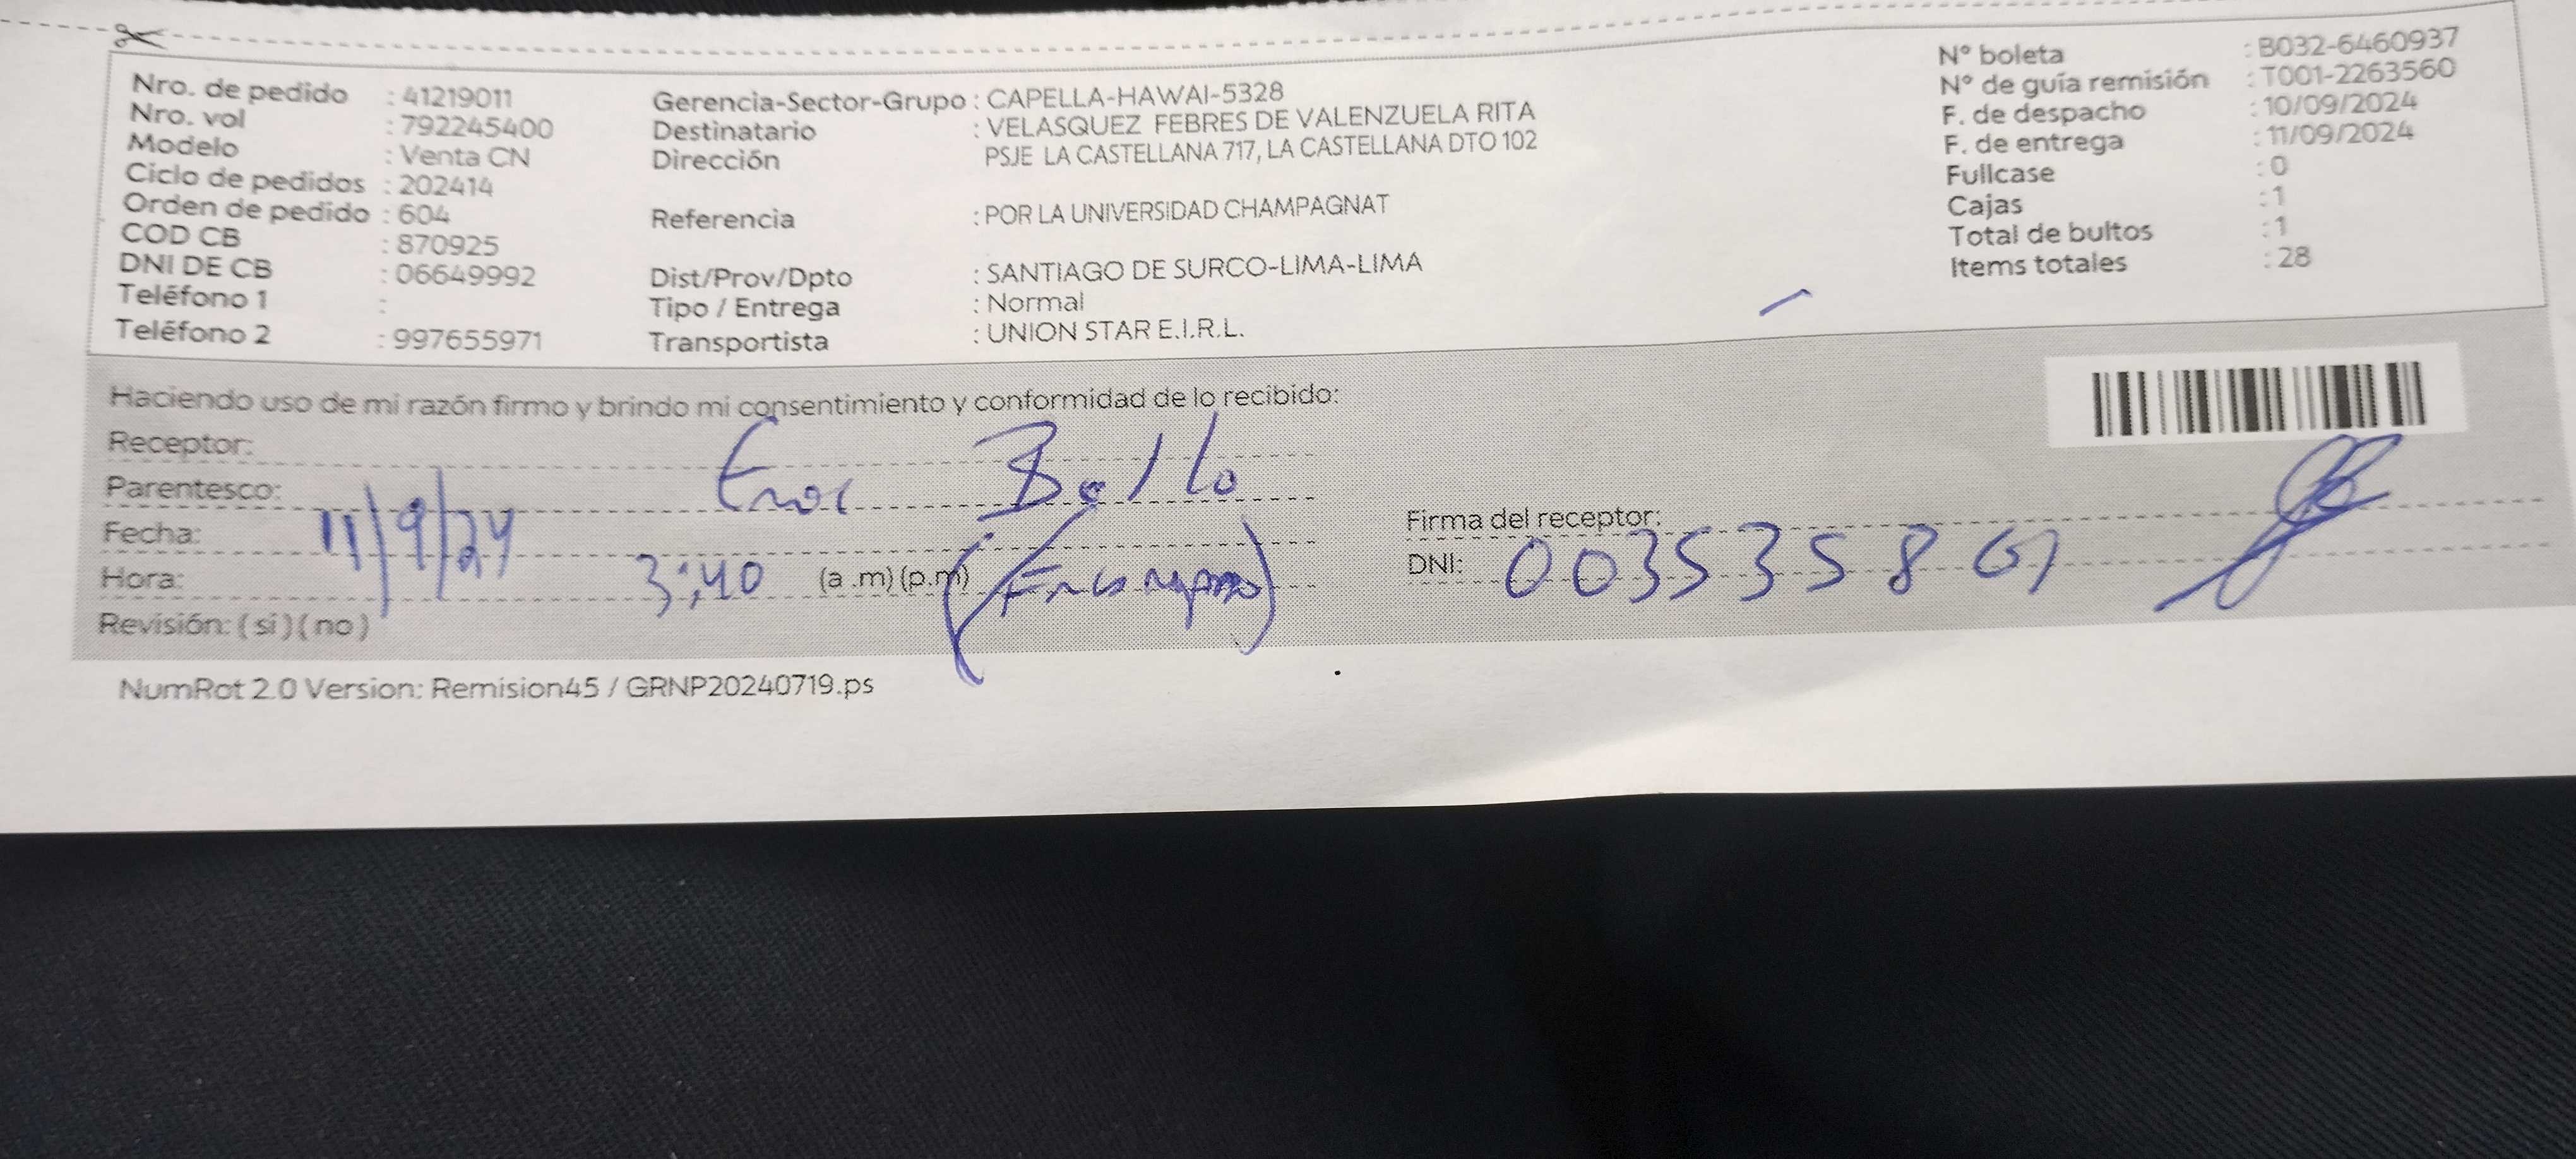 Nro. de pedido : 41219011
Nro. vol : 792245400
Modelo : Venta CN
Ciclo de pedidos : 202414
Orden de pedido : 604
COD CB : 870925
DNI DE CB : 06649992
Teléfono 1 :
Teléfono 2 : 997655971
Gerencia-Sector-Grupo : CAPELLA-HAWAI-5328
Destinatario : VELASQUEZ FEBRES DE VALENZUELA RITA
Dirección PSJE LA CASTELLANA 717, LA CASTELLANA DTO 102
Referencia : POR LA UNIVERSIDAD CHAMPAGNAT
Dist/Prov/Dpto : SANTIAGO DE SURCO-LIMA-LIMA
Tipo / Entrega : Normal
Transportista : UNION STAR E.I.R.L.
N° boleta : B032-6460937
N° de guía remisión : T001-2263560
F. de despacho : 10/09/2024
F. de entrega : 11/09/2024
Fullcase : 0
Cajas : 1
Total de bultos : 1
Items totales : 28
Haciendo uso de mi razón firmo y brindo mi consentimiento y conformidad de lo recibido:
Receptor:
Parentesco:
Fecha: 11/9/24
Hora: 3:40 (a .m) (p.m)
Revisión: ( si ) ( no )
Firma del receptor:
DNI: 00353586
NumRot 2.0 Version: Remision45 / GRNP20240719.ps